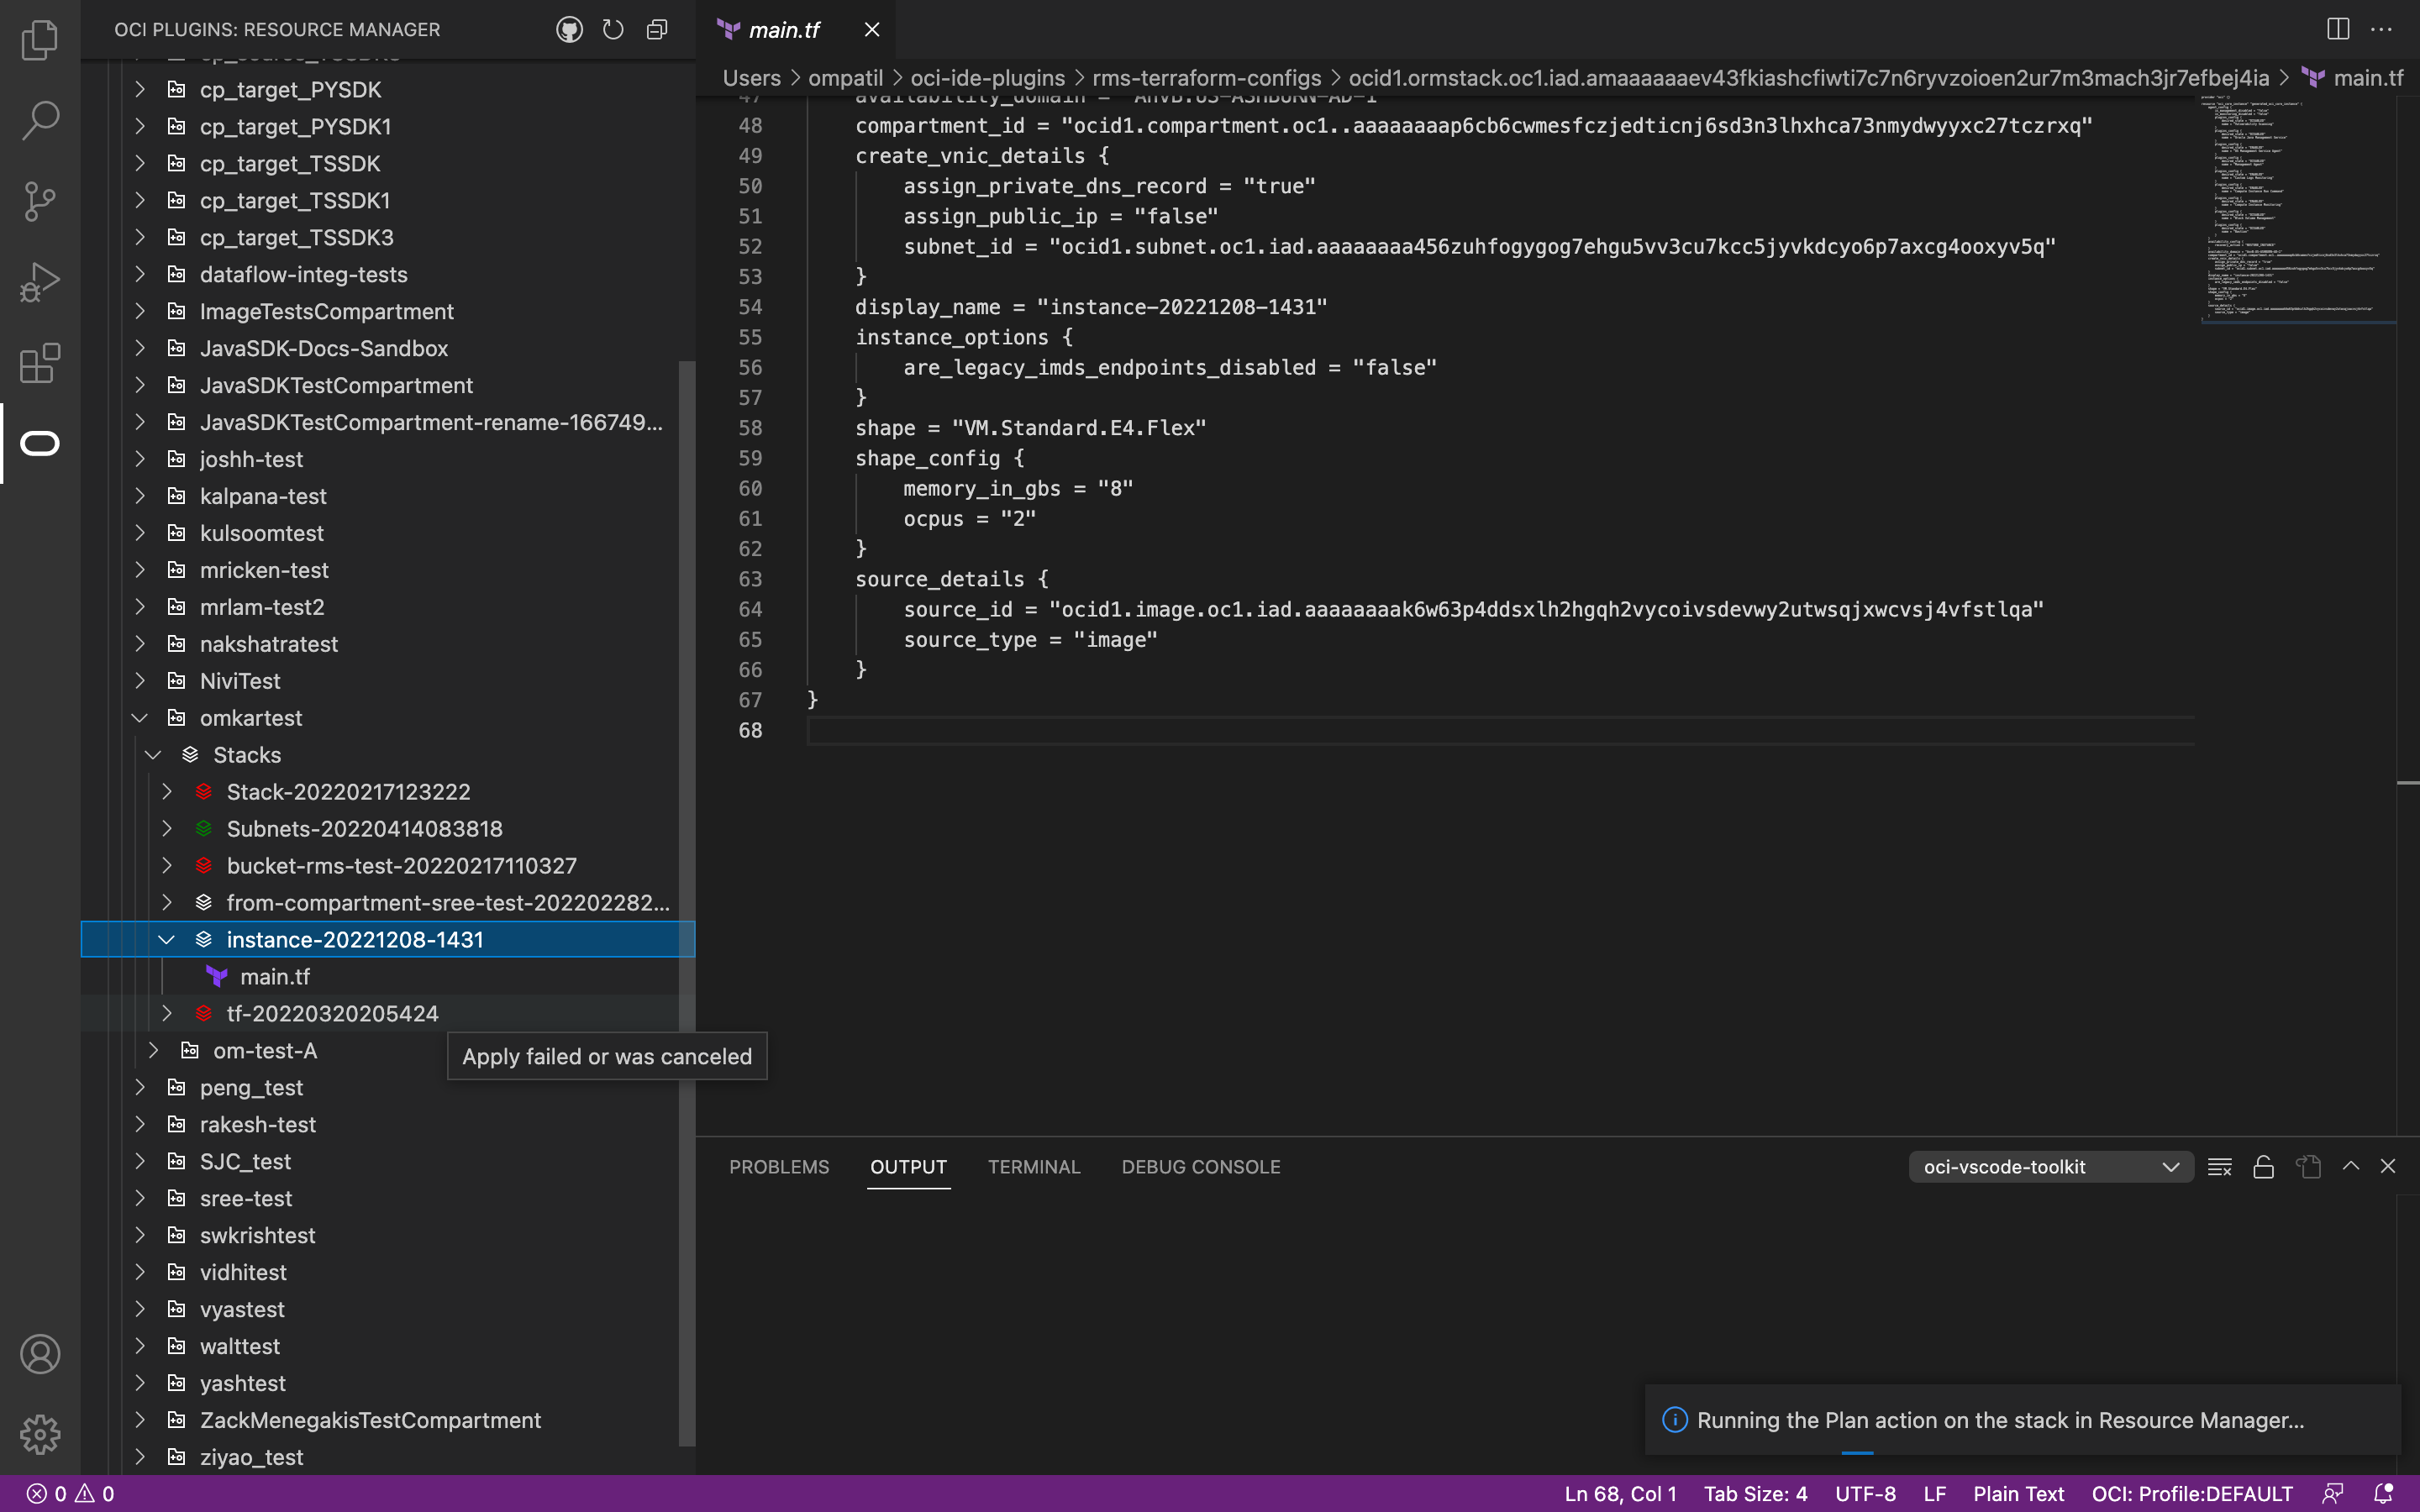 OCI PLUGINS: RESOURCE MANAGER
cp_target_PYSDK
cp_target_PYSDK1
cp_target_TSSDK
cp_target_TSSDK1
cp_target_TSSDK3
dataflow-integ-tests
ImageTestsCompartment
JavaSDK-Docs-Sandbox
JavaSDKTestCompartment
JavaSDKTestCompartment-rename-166749...
joshh-test
kalpana-test
kulsoomtest
mricken-test
mrlam-test2
nakshatratest
NiviTest
omkartest
Stacks
Stack-20220217123222
Subnets-20220414083818
bucket-rms-test-20220217110327
from-compartment-sree-test-202202282...
instance-20221208-1431
main.tf
tf-20220320205424
Apply failed or was canceled
om-test-A
peng_test
rakesh-test
SJC_test
sree-test
swkrishtest
vidhitest
vyastest
walttest
yashtest
ZackMenegakisTestCompartment
ziyao_test
main.tf
Users > ompatil > oci-ide-plugins > rms-terraform-configs > ocid1.ormstack.oc1.iad.amaaaaaaev43fkiashcfiwti7c7n6ryvzoioen2ur7m3mach3jr7efbej4ia > main.tf
47 availability_domain = "AnVB:US-ASHBURN-AD-1"
48 compartment_id = "ocid1.compartment.oc1..aaaaaaaap6cb6cwmesfczjedticnj6sd3n3lhxhca73nmydwyyxc27tczrxq"
49 create_vnic_details {
50 assign_private_dns_record = "true"
51 assign_public_ip = "false"
52 subnet_id = "ocid1.subnet.oc1.iad.aaaaaaaa456zuhfogygog7ehgu5vv3cu7kcc5jyvkdcyo6p7axcg4ooxyv5q"
53 }
54 display_name = "instance-20221208-1431"
55 instance_options {
56 are_legacy_imds_endpoints_disabled = "false"
57 }
58 shape = "VM.Standard.E4.Flex"
59 shape_config {
60 memory_in_gbs = "8"
61 ocpus = "2"
62 }
63 source_details {
64 source_id = "ocid1.image.oc1.iad.aaaaaaaak6w63p4ddsxlh2hgqh2vycoivsdevwy2utwsqjxwcvsj4vfstlqa"
65 source_type = "image"
66 }
67 }
68
PROBLEMS OUTPUT TERMINAL DEBUG CONSOLE oci-vscode-toolkit
Running the Plan action on the stack in Resource Manager...
0 0 Ln 68, Col 1 Tab Size: 4 UTF-8 LF Plain Text OCI: Profile:DEFAULT